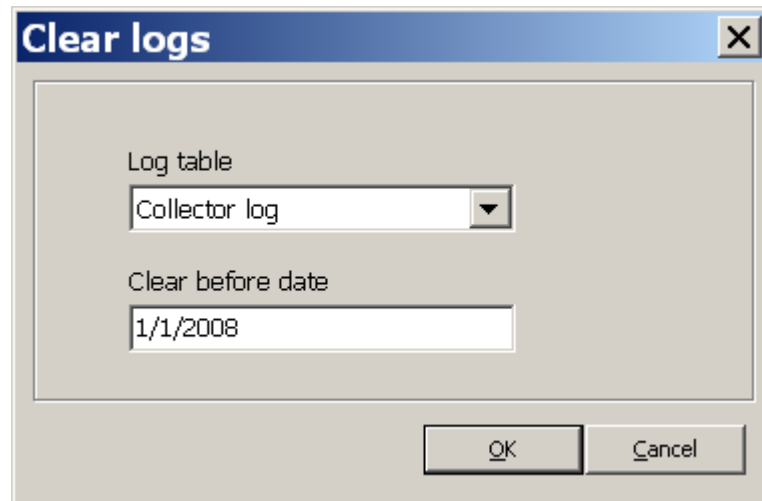 Clear logs
Log table
Collector log
Clear before date
1/1/2008
OK Cancel